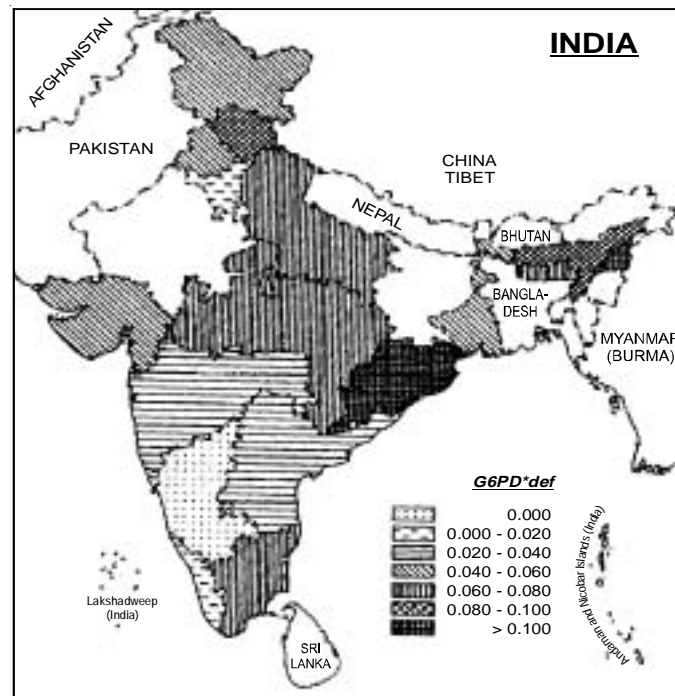 INDIA
AFGHANISTAN
PAKISTAN
CHINA
TIBET
NEPAL
BHUTAN
BANGLA-
DESH
MYANMAR
(BURMA)
G6PD*def
0.000
0.000 - 0.020
0.020 - 0.040
0.040 - 0.060
0.060 - 0.080
0.080 - 0.100
> 0.100
Lakshadweep
(India)
SRI
LANKA
Andaman and Nicobar Islands (India)